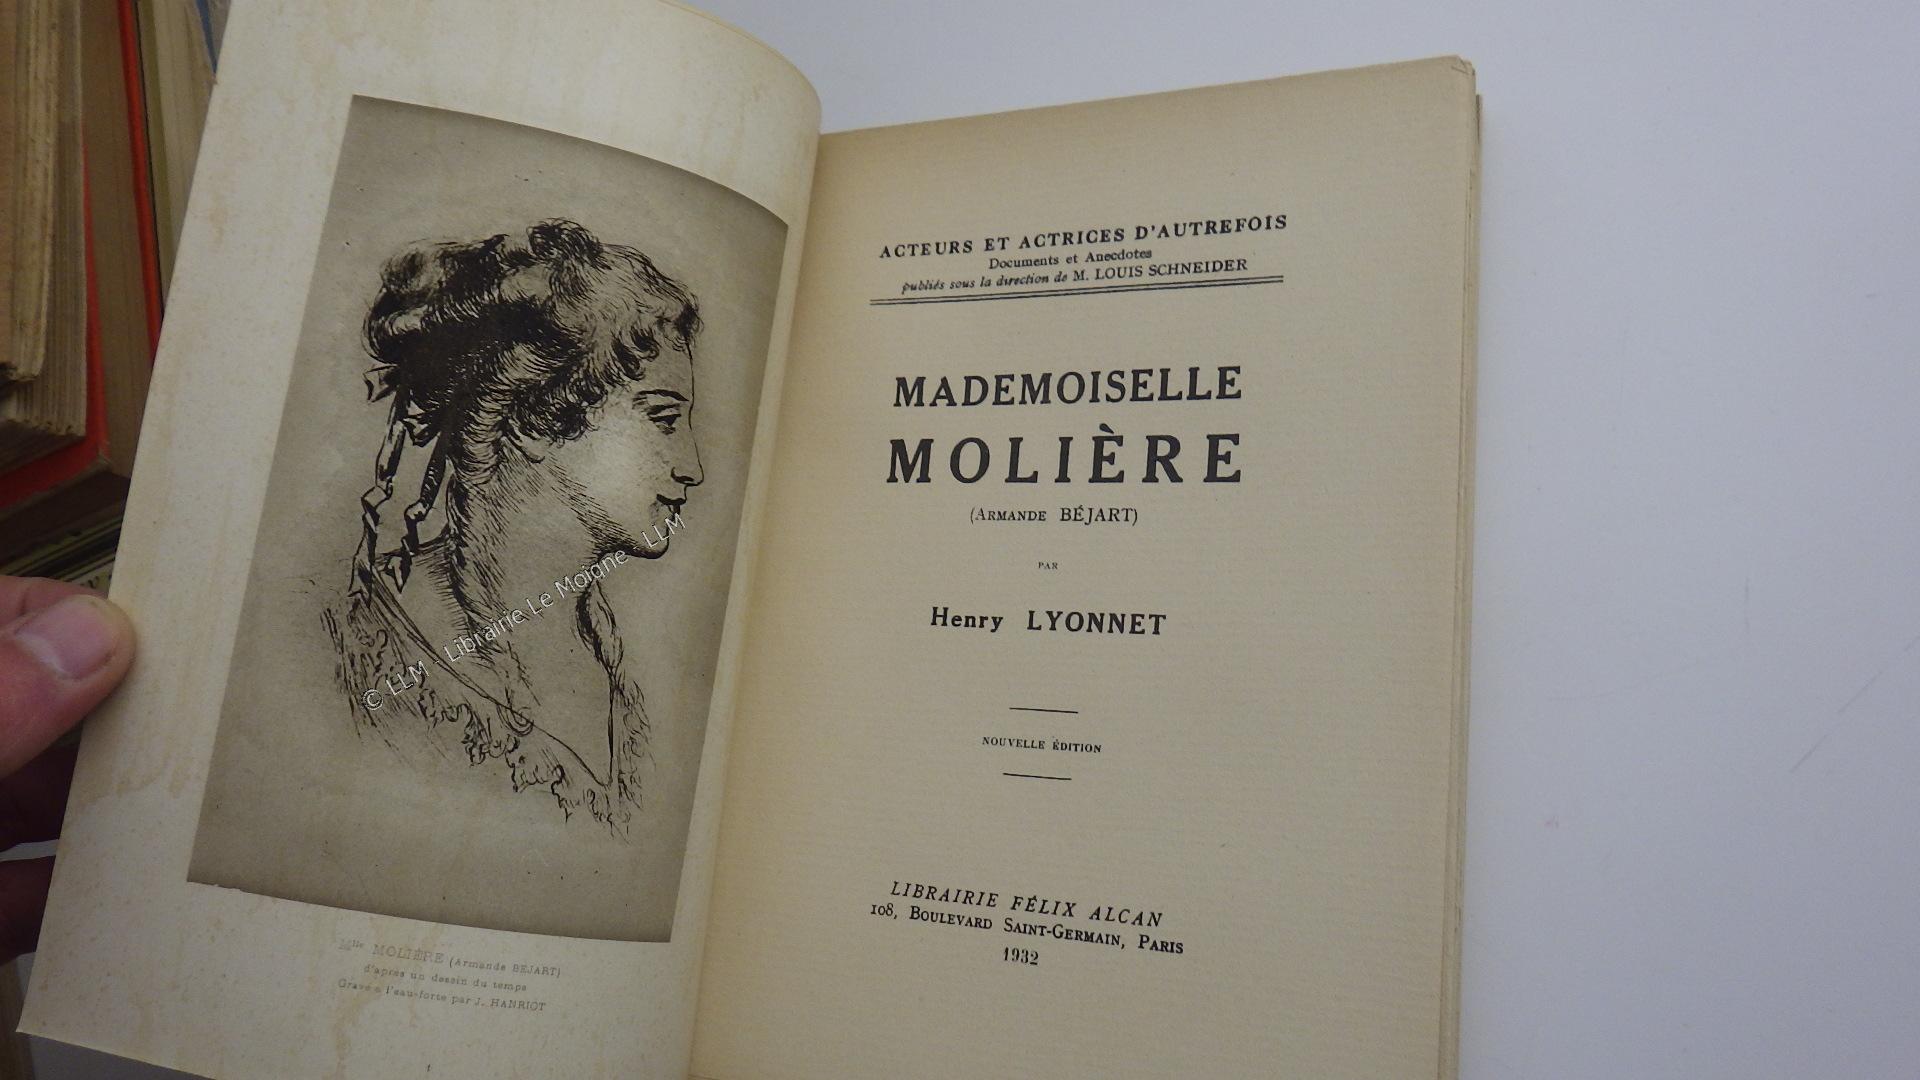 © LLM - Librairie Le Moigne - LLM
Mlle MOLIÈRE (Armande BEJART)
d'après un dessin du temps
Gravé à l'eau-forte par J. HANRIOT
ACTEURS ET ACTRICES D'AUTREFOIS
Documents et Anecdotes
publiés sous la direction de M. LOUIS SCHNEIDER
MADEMOISELLE
MOLIÈRE
(ARMANDE BÉJART)
PAR
Henry LYONNET
NOUVELLE ÉDITION
LIBRAIRIE FÉLIX ALCAN
108, BOULEVARD SAINT-GERMAIN, PARIS
1932